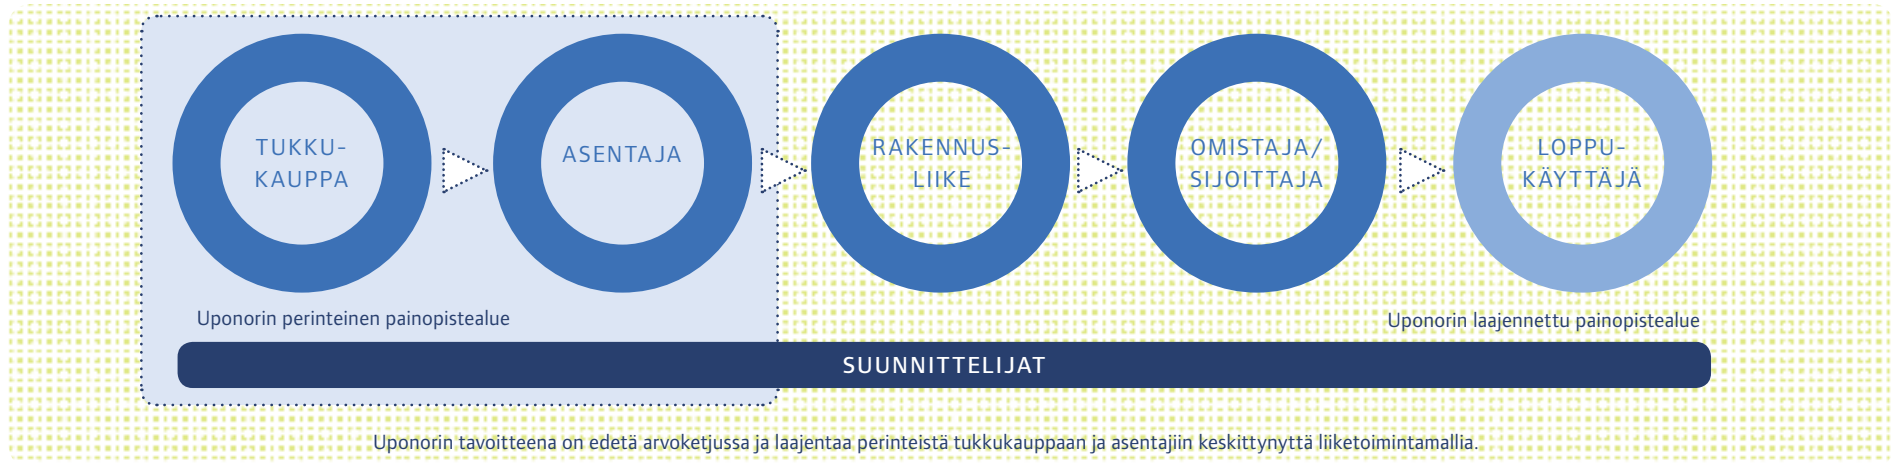 TUKKU-
KAUPPA
ASENTAJA
RAKENNUS-
LIIKE
OMISTAJA/
SIJOITTAJA
LOPPU-
KÄYTTÄJÄ
Uponorin perinteinen painopistealue
Uponorin laajennettu painopistealue
SUUNNITTELIJAT
Uponorin tavoitteena on edetä arvoketjussa ja laajentaa perinteistä tukkukauppaan ja asentajiin keskittynyttä liiketoimintamallia.